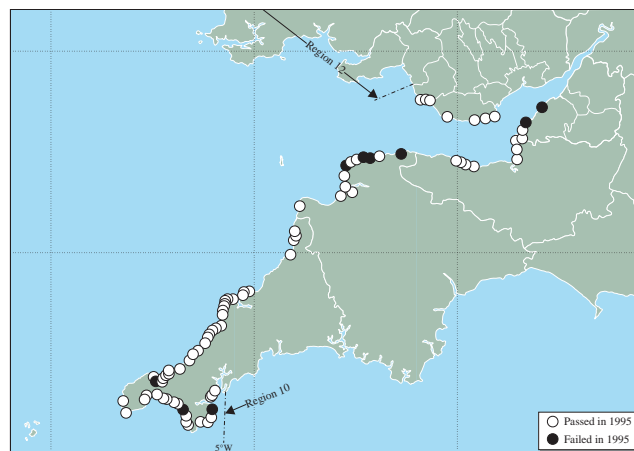 Region 12
Region 10
5°W
Passed in 1995
Failed in 1995